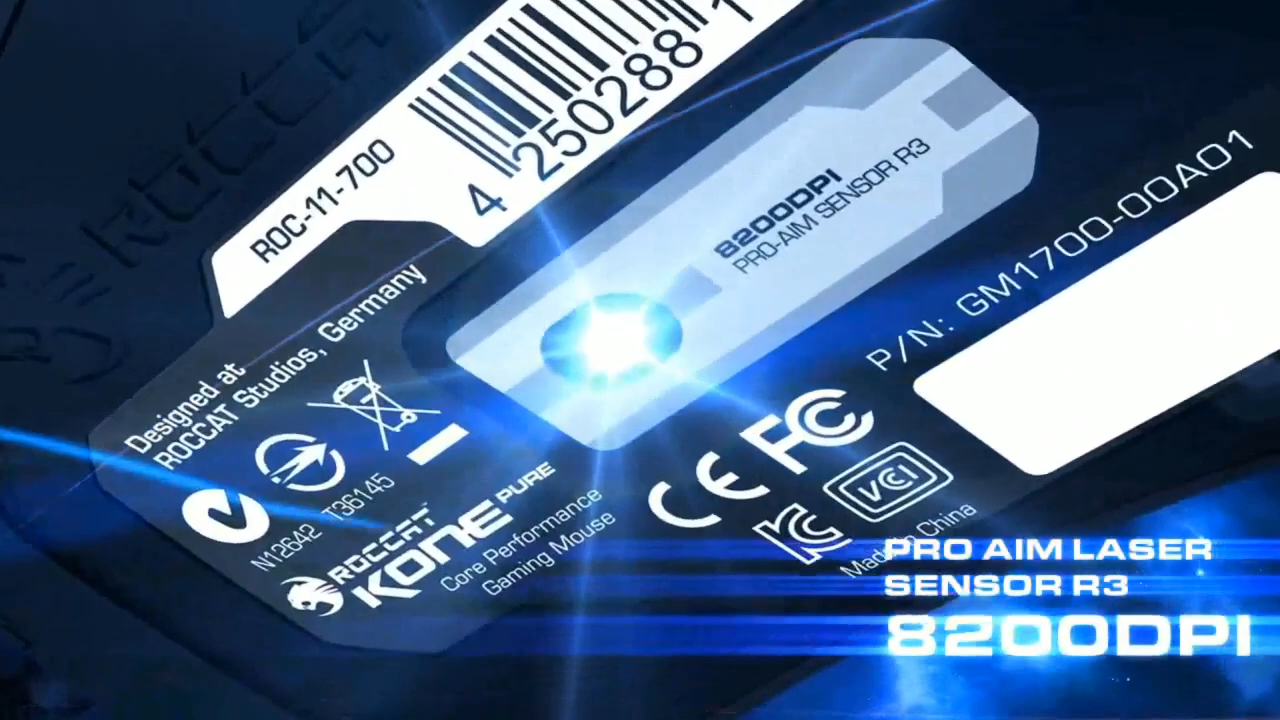 ROCCAT
ROC-11-700
4 250288 1
8200DPI
PRO-AIM SENSOR R3
P/N: GM1700-00A01
Designed at
ROCCAT Studios, Germany
N12642 T36145
ROCCAT
KONE PURE
Core Performance
Gaming Mouse
CE FC
VCCI
Made in China
PRO AIM LASER
SENSOR R3
8200DPI